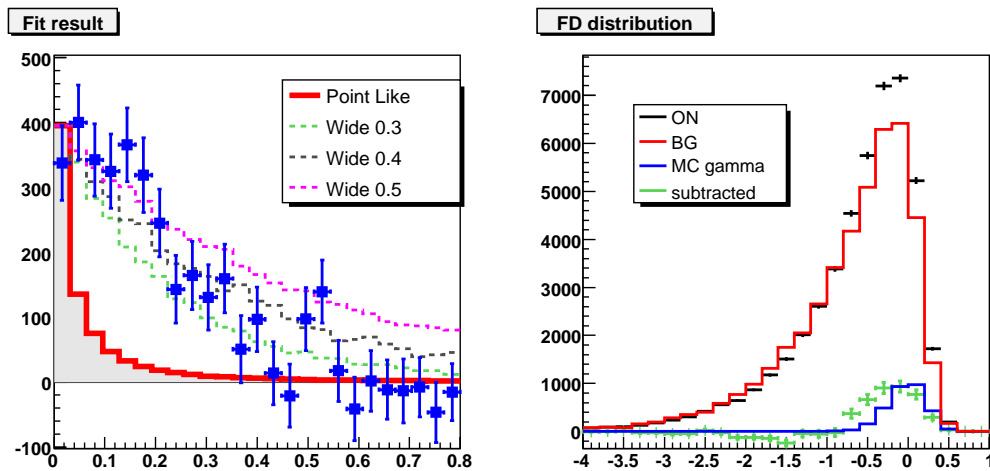 Fit result
500
400
300
200
100
0
-100
0 0.1 0.2 0.3 0.4 0.5 0.6 0.7 0.8
Point Like
Wide 0.3
Wide 0.4
Wide 0.5
FD distribution
7000
6000
5000
4000
3000
2000
1000
0
-4 -3.5 -3 -2.5 -2 -1.5 -1 -0.5 0 0.5 1
ON
BG
MC gamma
subtracted